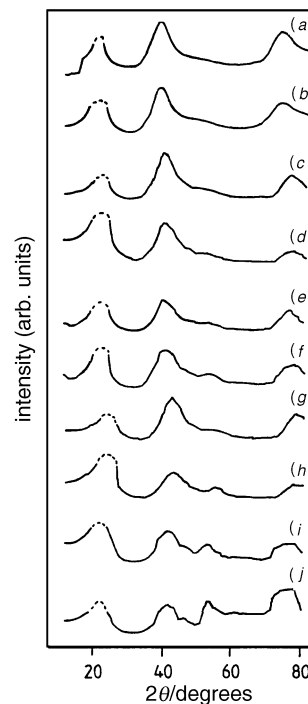 (a
(b
(c
(d
(e
(f
(g
(h
(i
(j
intensity (arb. units)
20 40 60 80
2θ/degrees